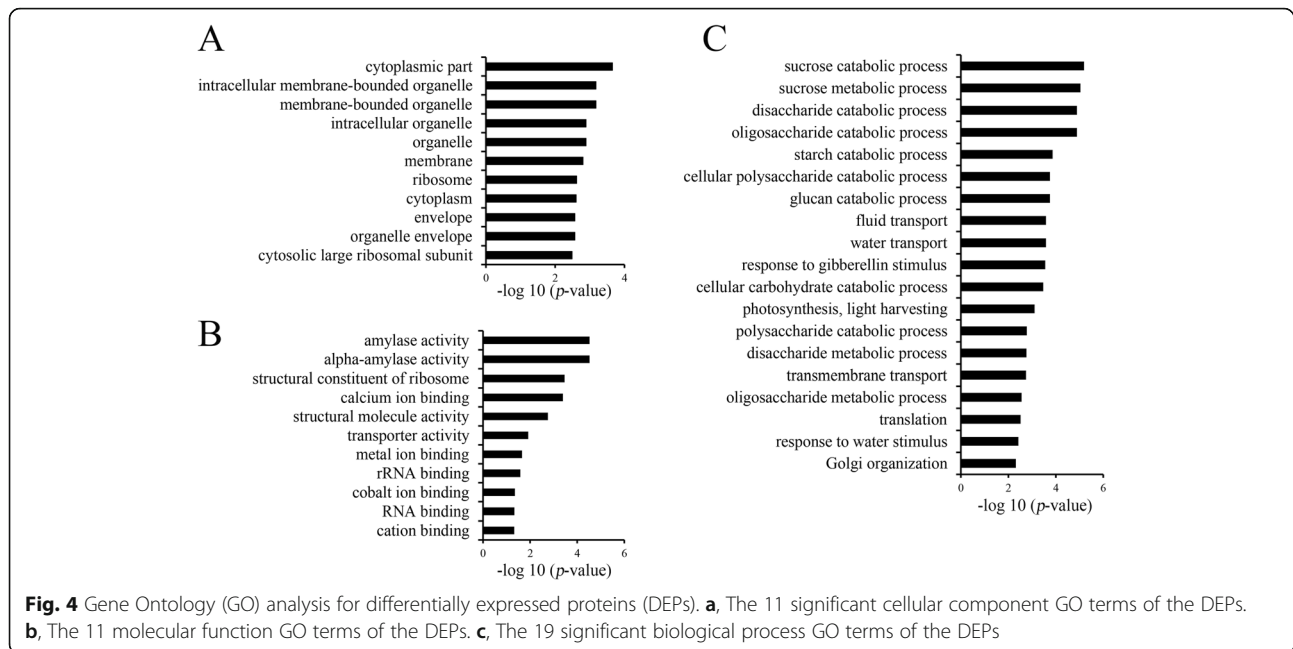 A
cytoplasmic part
intracellular membrane-bounded organelle
membrane-bounded organelle
intracellular organelle
organelle
membrane
ribosome
cytoplasm
envelope
organelle envelope
cytosolic large ribosomal subunit
0 2 4
-log 10 (p-value)
B
amylase activity
alpha-amylase activity
structural constituent of ribosome
calcium ion binding
structural molecule activity
transporter activity
metal ion binding
rRNA binding
cobalt ion binding
RNA binding
cation binding
0 2 4 6
-log 10 (p-value)
C
sucrose catabolic process
sucrose metabolic process
disaccharide catabolic process
oligosaccharide catabolic process
starch catabolic process
cellular polysaccharide catabolic process
glucan catabolic process
fluid transport
water transport
response to gibberellin stimulus
cellular carbohydrate catabolic process
photosynthesis, light harvesting
polysaccharide catabolic process
disaccharide metabolic process
transmembrane transport
oligosaccharide metabolic process
translation
response to water stimulus
Golgi organization
0 2 4 6
-log 10 (p-value)
Fig. 4 Gene Ontology (GO) analysis for differentially expressed proteins (DEPs). a, The 11 significant cellular component GO terms of the DEPs.
b, The 11 molecular function GO terms of the DEPs. c, The 19 significant biological process GO terms of the DEPs